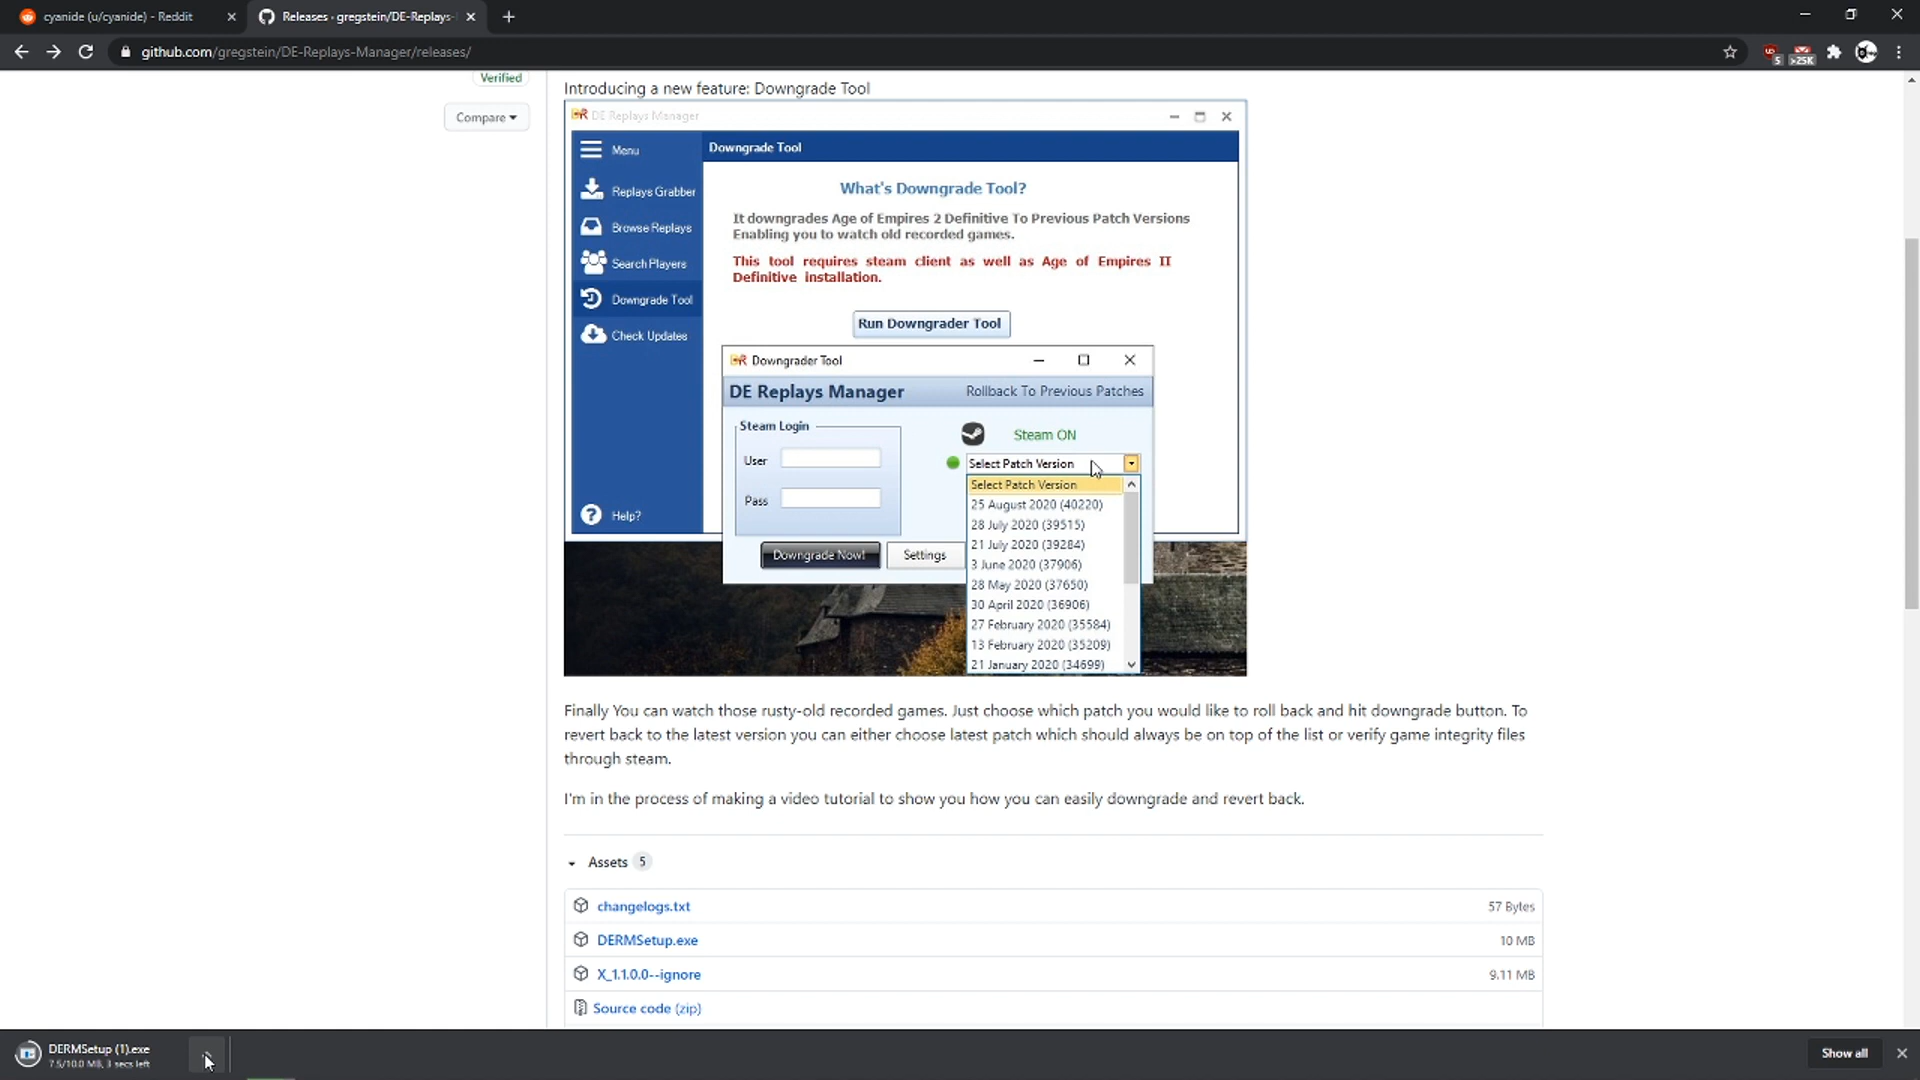 cyanide (u/cyanide) - Reddit
Releases · gregstein/DE-Replays-
github.com/gregstein/DE-Replays-Manager/releases/
5
>25K
Verified
Compare
Introducing a new feature: Downgrade Tool
DE Replays Manager
Menu
Downgrade Tool
Replays Grabber
Browse Replays
Search Players
Downgrade Tool
Check Updates
Help?
What's Downgrade Tool?
It downgrades Age of Empires 2 Definitive To Previous Patch Versions
Enabling you to watch old recorded games.
This tool requires steam client as well as Age of Empires II
Definitive installation.
Run Downgrader Tool
Downgrader Tool
DE Replays Manager
Rollback To Previous Patches
Steam Login
User
Pass
Steam ON
Select Patch Version
Select Patch Version
25 August 2020 (40220)
28 July 2020 (39515)
21 July 2020 (39284)
3 June 2020 (37906)
28 May 2020 (37650)
30 April 2020 (36906)
27 February 2020 (35584)
13 February 2020 (35209)
21 January 2020 (34699)
Downgrade Now!
Settings
Finally You can watch those rusty-old recorded games. Just choose which patch you would like to roll back and hit downgrade button. To
revert back to the latest version you can either choose latest patch which should always be on top of the list or verify game integrity files
through steam.
I'm in the process of making a video tutorial to show you how you can easily downgrade and revert back.
Assets 5
changelogs.txt
57 Bytes
DERMSetup.exe
10 MB
X_1.1.0.0--ignore
9.11 MB
Source code (zip)
DERMSetup (1).exe
7.5/10.0 MB, 3 secs left
Show all